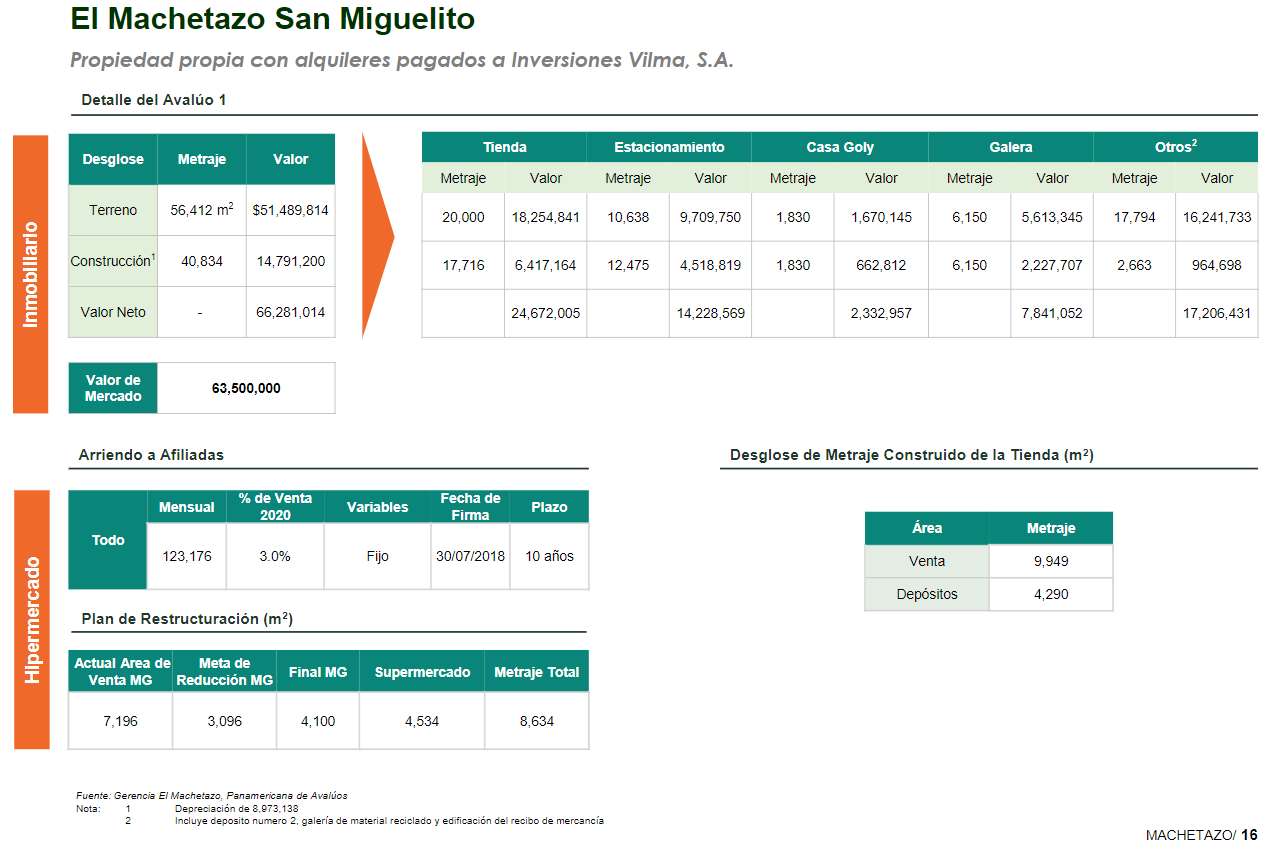 El Machetazo San Miguelito
Propiedad propia con alquileres pagados a Inversiones Vilma, S.A.
Detalle del Avalúo 1
Inmobiliario
Desglose Metraje Valor
Terreno 56,412 m² $51,489,814
Construcción¹ 40,834 14,791,200
Valor Neto - 66,281,014
Valor de
Mercado
63,500,000
Tienda Estacionamiento Casa Goly Galera Otros²
Metraje Valor Metraje Valor Metraje Valor Metraje Valor Metraje Valor
20,000 18,254,841 10,638 9,709,750 1,830 1,670,145 6,150 5,613,345 17,794 16,241,733
17,716 6,417,164 12,475 4,518,819 1,830 662,812 6,150 2,227,707 2,663 964,698
24,672,005 14,228,569 2,332,957 7,841,052 17,206,431
Hipermercado
Arriendo a Afiliadas
Todo
Mensual % de Venta 2020 Variables Fecha de Firma Plazo
123,176 3.0% Fijo 30/07/2018 10 años
Plan de Restructuración (m²)
Actual Area de Venta MG Meta de Reducción MG Final MG Supermercado Metraje Total
7,196 3,096 4,100 4,534 8,634
Desglose de Metraje Construido de la Tienda (m²)
Área Metraje
Venta 9,949
Depósitos 4,290
Fuente: Gerencia El Machetazo, Panamericana de Avalúos
Nota: 1 Depreciación de 8,973,138
2 Incluye deposito numero 2, galería de material reciclado y edificación del recibo de mercancía
MACHETAZO/ 16